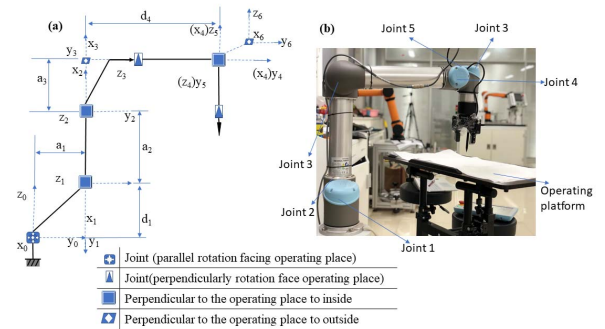 (a)
d4
(x4)z5
z6
x6
y6
x3
y3
x2
z3
(x4)y4
a3
(z4)y5
z2
y2
a1
a2
z0
z1
x1
d1
x0
y0
y1
Joint (parallel rotation facing operating place)
Joint(perpendicularly rotation face operating place)
Perpendicular to the operating place to inside
Perpendicular to the operating place to outside
(b)
Joint 5
Joint 3
Joint 4
Joint 3
Joint 2
Operating
platform
Joint 1